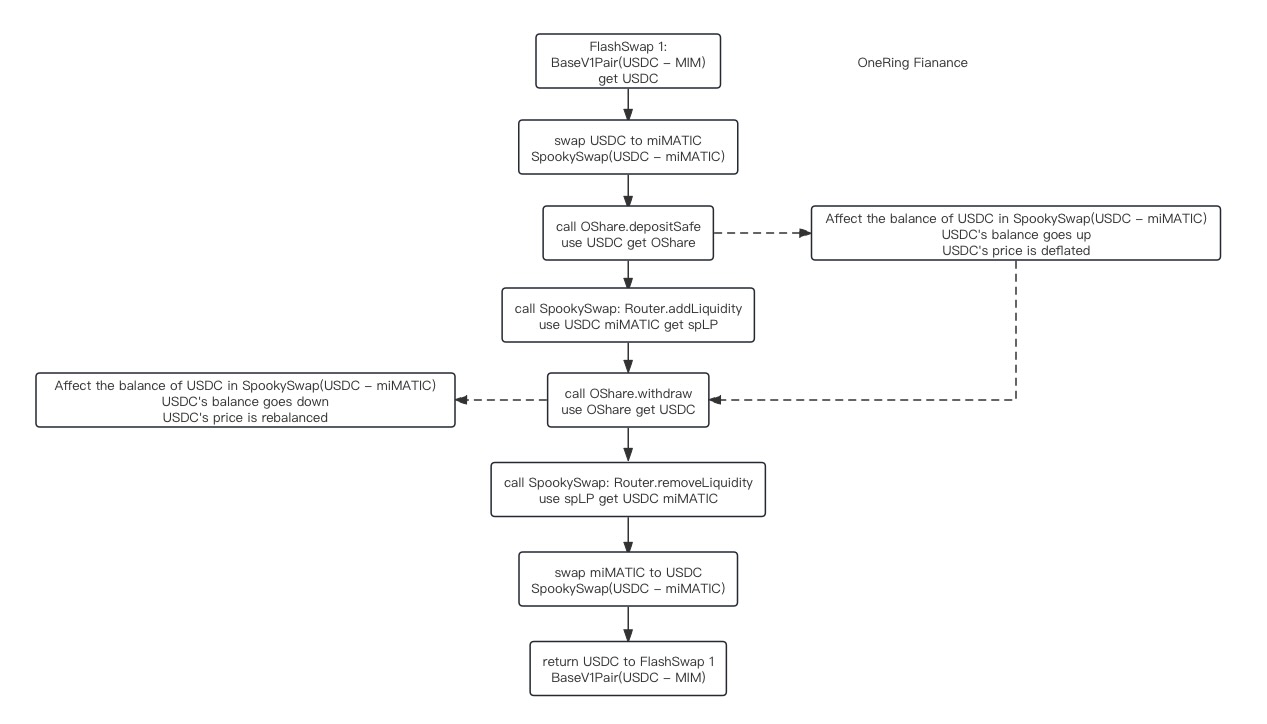 FlashSwap 1:
BaseV1Pair(USDC - MIM)
get USDC
OneRing Fianance
swap USDC to miMATIC
SpookySwap(USDC - miMATIC)
call OShare.depositSafe
use USDC get OShare
Affect the balance of USDC in SpookySwap(USDC - miMATIC)
USDC's balance goes up
USDC's price is deflated
call SpookySwap: Router.addLiquidity
use USDC miMATIC get spLP
Affect the balance of USDC in SpookySwap(USDC - miMATIC)
USDC's balance goes down
USDC's price is rebalanced
call OShare.withdraw
use OShare get USDC
call SpookySwap: Router.removeLiquidity
use spLP get USDC miMATIC
swap miMATIC to USDC
SpookySwap(USDC - miMATIC)
return USDC to FlashSwap 1
BaseV1Pair(USDC - MIM)